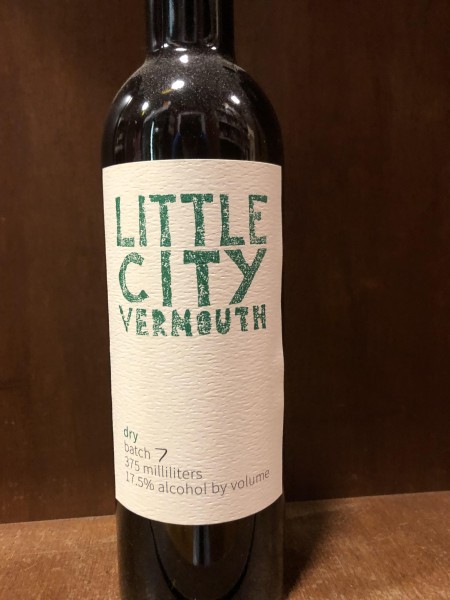 LITTLE
CITY
VERMOUTH
dry
batch 7
375 milliliters
17.5% alcohol by volume